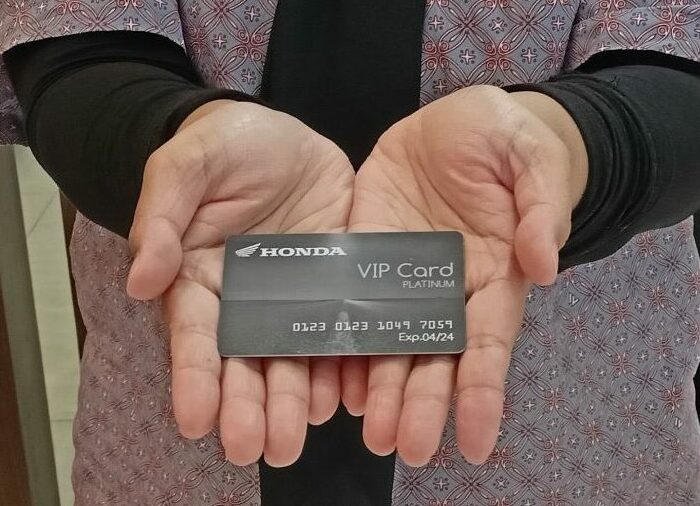 HONDA
VIP Card
PLATINUM
0123 0123 1049 7059
Exp.04/24